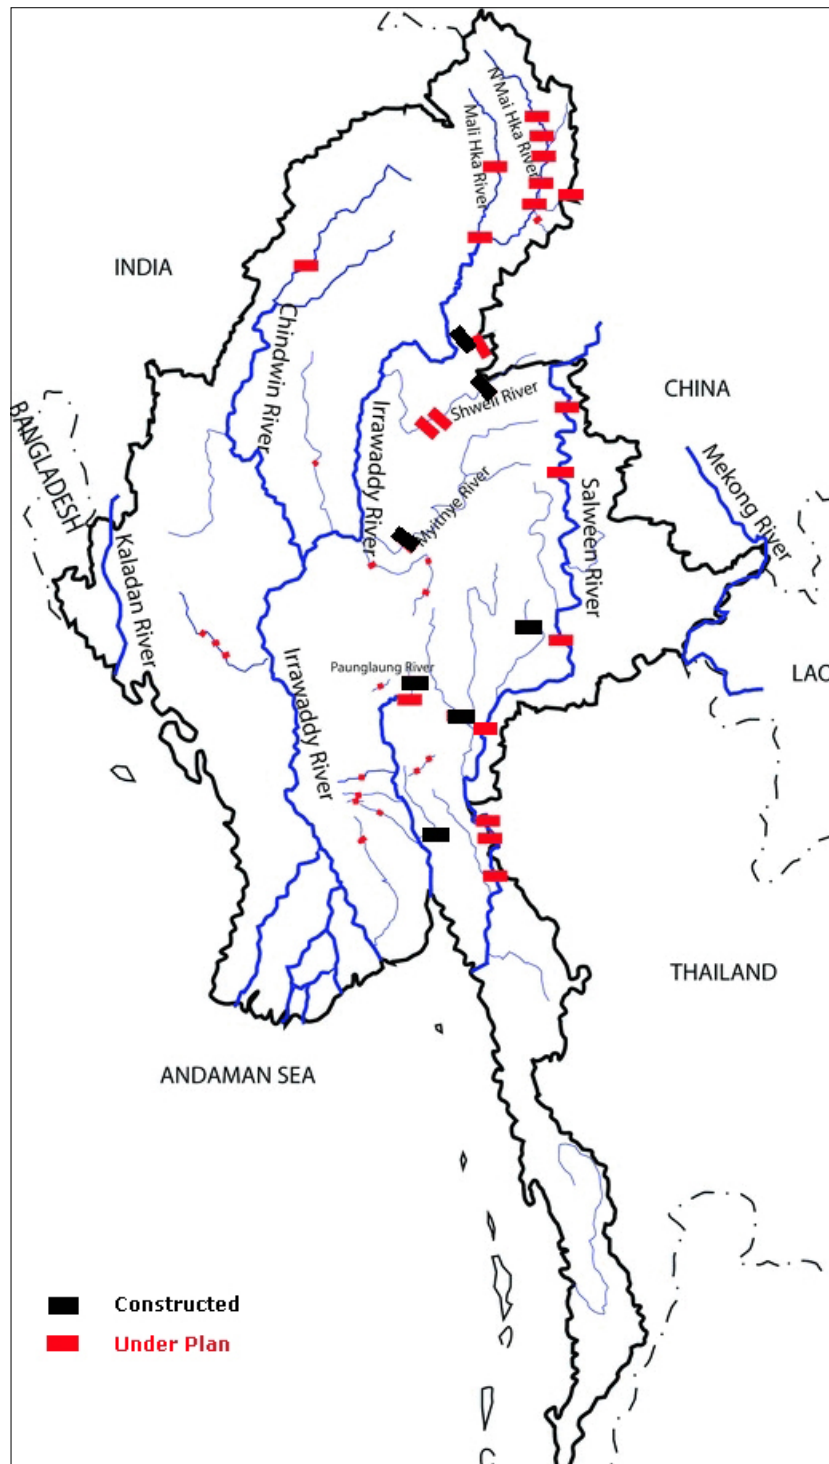 N'Mai Hka River
Mali Hka River
INDIA
Chindwin River
CHINA
Shweli River
Irrawaddy River
BANGLADESH
Mekong River
Myitnye River
Salween River
Kaladan River
Irrawaddy River
Paunglaung River
LAO
THAILAND
ANDAMAN SEA
Constructed
Under Plan